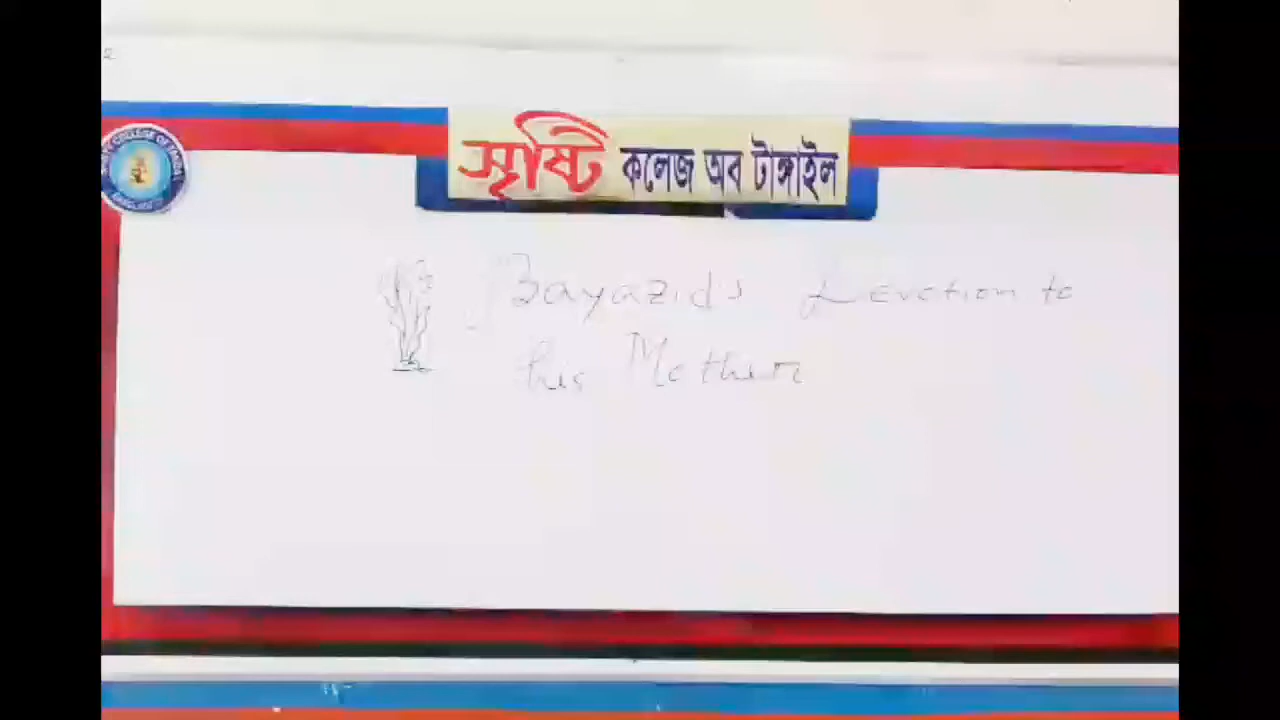 সৃষ্টি কলেজ অব টাঙ্গাইল
Bayazid's Devotion to
his Mother